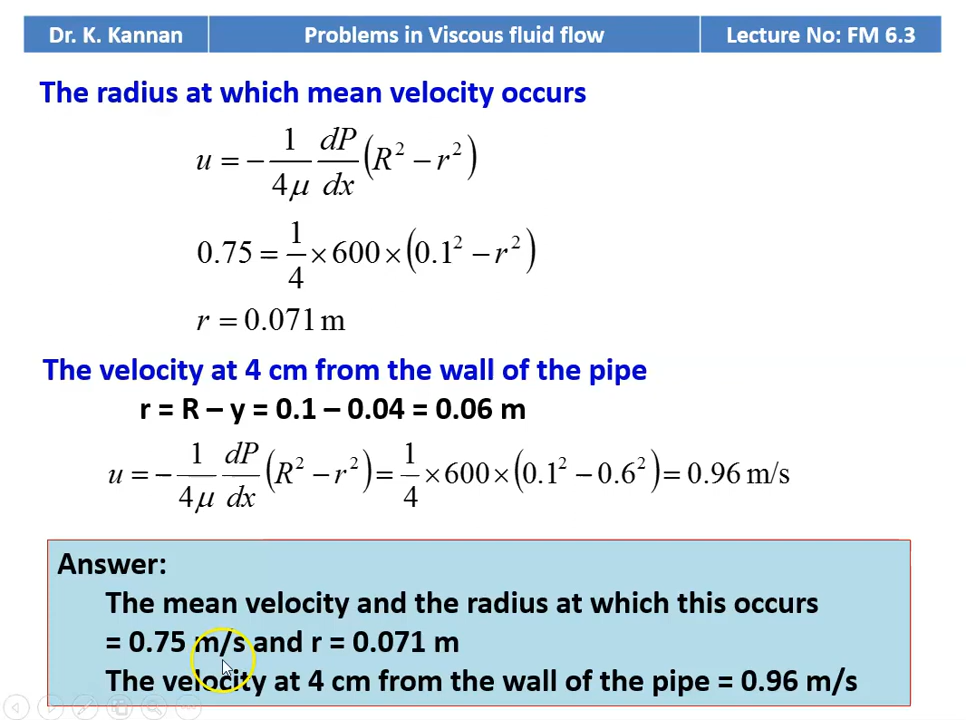 Dr. K. Kannan Problems in Viscous fluid flow Lecture No: FM 6.3
The radius at which mean velocity occurs
u = − 1/4μ dP/dx (R² − r²)
0.75 = 1/4 × 600 × (0.1² − r²)
r = 0.071 m
The velocity at 4 cm from the wall of the pipe
r = R – y = 0.1 – 0.04 = 0.06 m
u = − 1/4μ dP/dx (R² − r²) = 1/4 × 600 × (0.1² − 0.6²) = 0.96 m/s
Answer:
The mean velocity and the radius at which this occurs
= 0.75 m/s and r = 0.071 m
The velocity at 4 cm from the wall of the pipe = 0.96 m/s